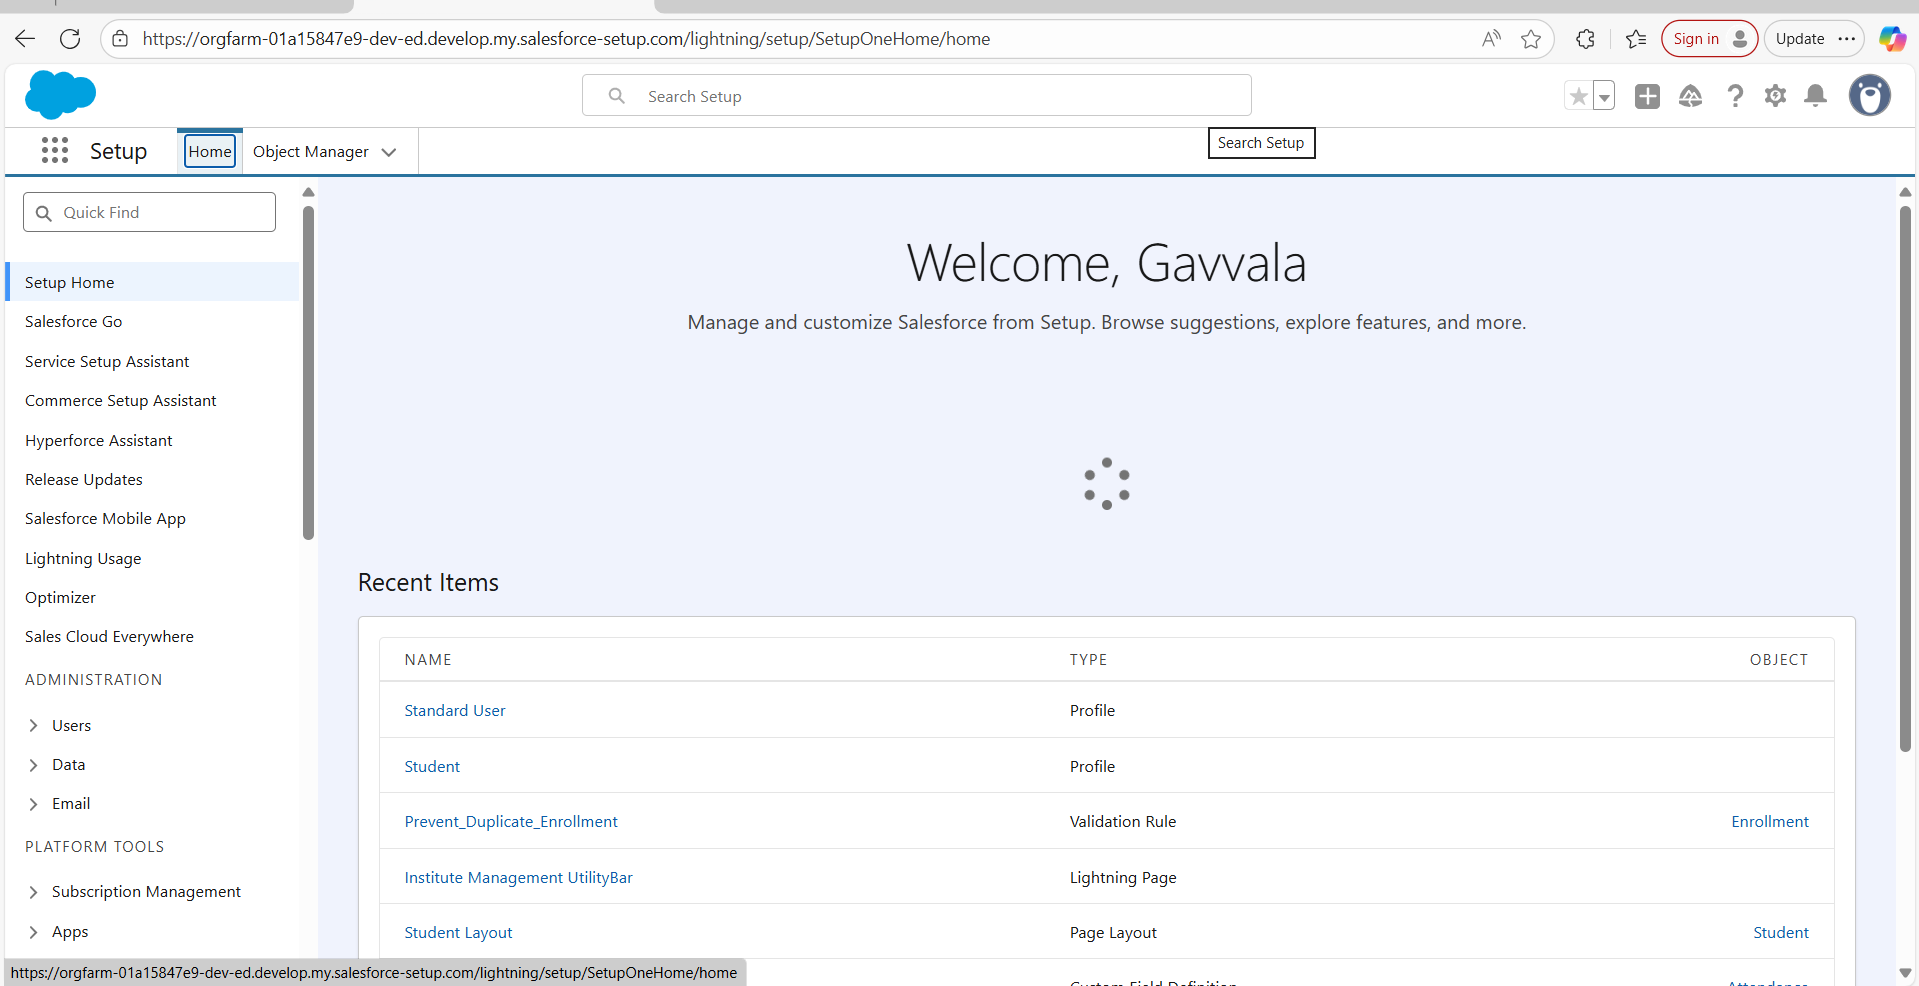 https://orgfarm-01a15847e9-dev-ed.develop.my.salesforce-setup.com/lightning/setup/SetupOneHome/home
Sign in
Update
Search Setup
Setup
Home
Object Manager
Search Setup
Quick Find
Setup Home
Salesforce Go
Service Setup Assistant
Commerce Setup Assistant
Hyperforce Assistant
Release Updates
Salesforce Mobile App
Lightning Usage
Optimizer
Sales Cloud Everywhere
ADMINISTRATION
Users
Data
Email
PLATFORM TOOLS
Subscription Management
Apps
Welcome, Gavvala
Manage and customize Salesforce from Setup. Browse suggestions, explore features, and more.
Recent Items
NAME TYPE OBJECT
Standard User Profile
Student Profile
Prevent_Duplicate_Enrollment Validation Rule Enrollment
Institute Management UtilityBar Lightning Page
Student Layout Page Layout Student
Custom Field Definition Attendance
https://orgfarm-01a15847e9-dev-ed.develop.my.salesforce-setup.com/lightning/setup/SetupOneHome/home